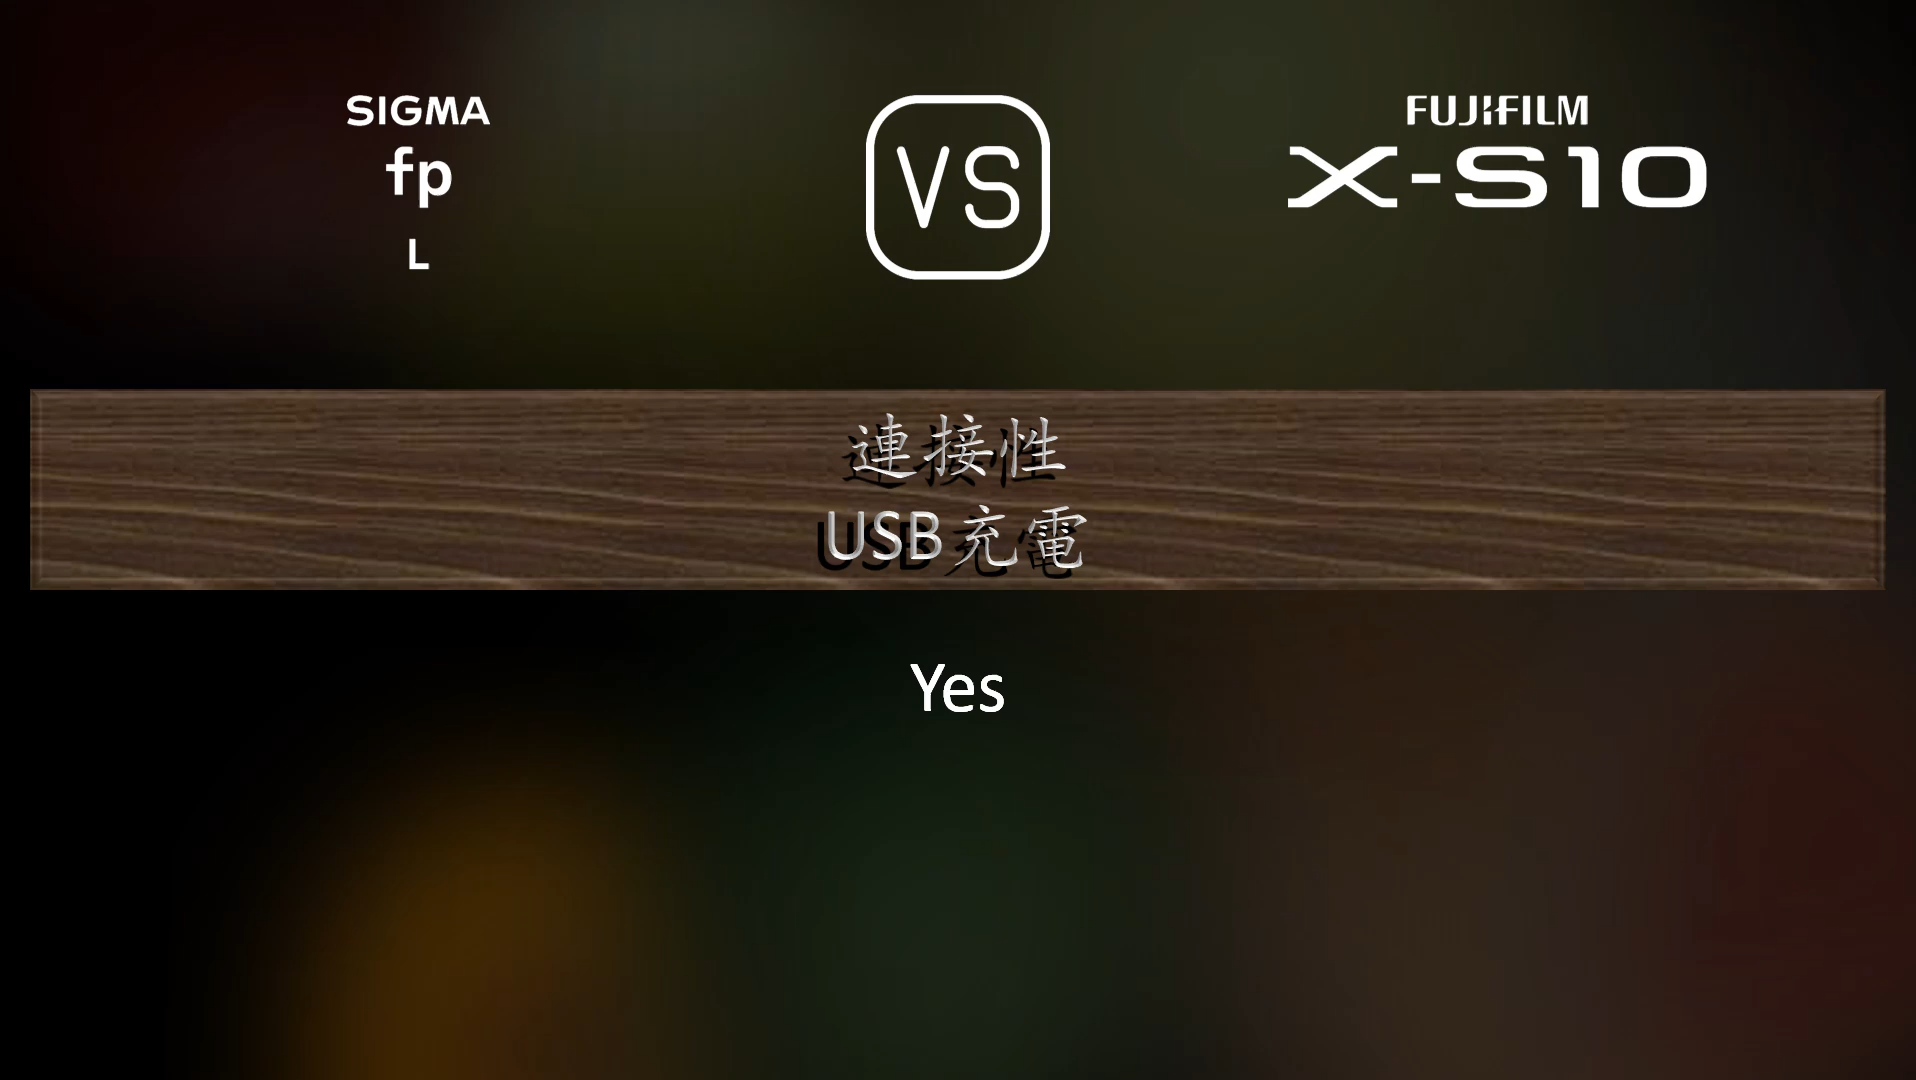 SIGMA
fp
L
VS
FUJIFILM
X-S10
連接性
USB充電
Yes